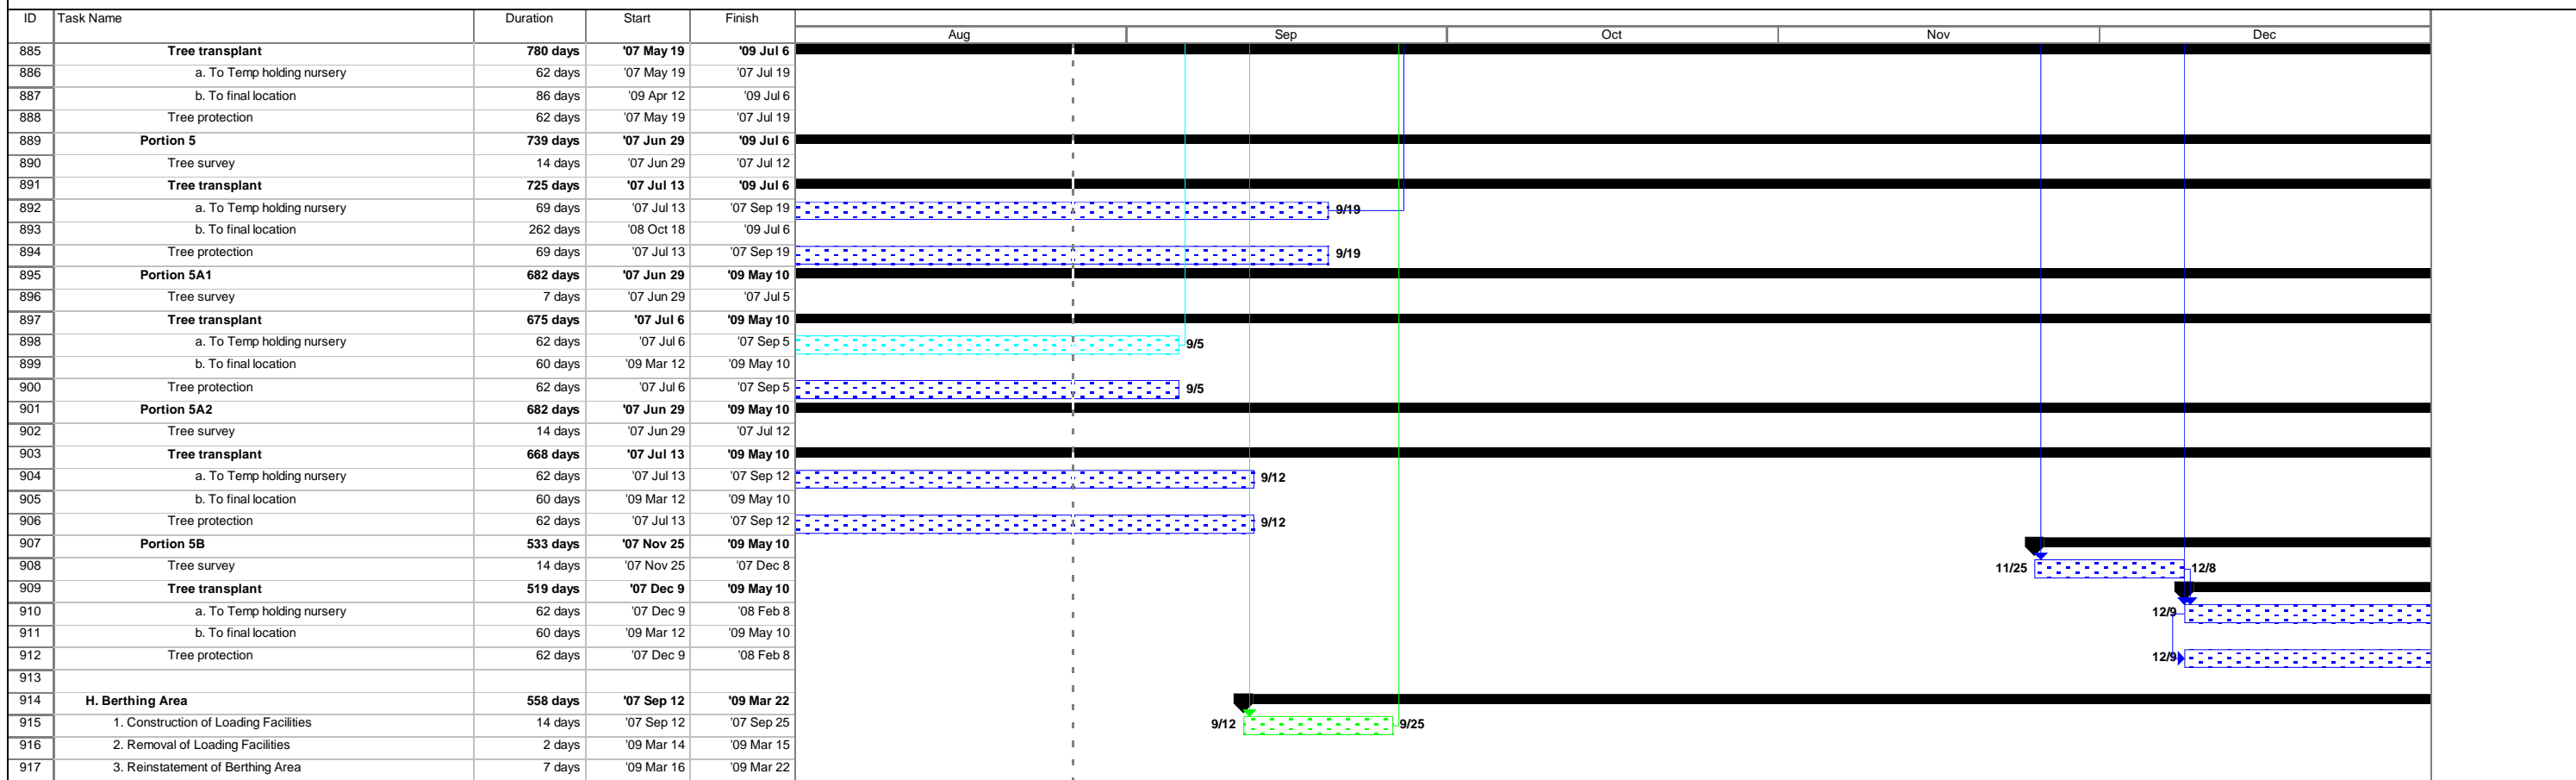 ID Task Name Duration Start Finish
Aug Sep Oct Nov Dec
885 Tree transplant 780 days '07 May 19 '09 Jul 6
886 a. To Temp holding nursery 62 days '07 May 19 '07 Jul 19
887 b. To final location 86 days '09 Apr 12 '09 Jul 6
888 Tree protection 62 days '07 May 19 '07 Jul 19
889 Portion 5 739 days '07 Jun 29 '09 Jul 6
890 Tree survey 14 days '07 Jun 29 '07 Jul 12
891 Tree transplant 725 days '07 Jul 13 '09 Jul 6
892 a. To Temp holding nursery 69 days '07 Jul 13 '07 Sep 19 9/19
893 b. To final location 262 days '08 Oct 18 '09 Jul 6
894 Tree protection 69 days '07 Jul 13 '07 Sep 19 9/19
895 Portion 5A1 682 days '07 Jun 29 '09 May 10
896 Tree survey 7 days '07 Jun 29 '07 Jul 5
897 Tree transplant 675 days '07 Jul 6 '09 May 10
898 a. To Temp holding nursery 62 days '07 Jul 6 '07 Sep 5 9/5
899 b. To final location 60 days '09 Mar 12 '09 May 10
900 Tree protection 62 days '07 Jul 6 '07 Sep 5 9/5
901 Portion 5A2 682 days '07 Jun 29 '09 May 10
902 Tree survey 14 days '07 Jun 29 '07 Jul 12
903 Tree transplant 668 days '07 Jul 13 '09 May 10
904 a. To Temp holding nursery 62 days '07 Jul 13 '07 Sep 12 9/12
905 b. To final location 60 days '09 Mar 12 '09 May 10
906 Tree protection 62 days '07 Jul 13 '07 Sep 12 9/12
907 Portion 5B 533 days '07 Nov 25 '09 May 10
908 Tree survey 14 days '07 Nov 25 '07 Dec 8 11/25 12/8
909 Tree transplant 519 days '07 Dec 9 '09 May 10
910 a. To Temp holding nursery 62 days '07 Dec 9 '08 Feb 8 12/9
911 b. To final location 60 days '09 Mar 12 '09 May 10
912 Tree protection 62 days '07 Dec 9 '08 Feb 8 12/9
913
914 H. Berthing Area 558 days '07 Sep 12 '09 Mar 22
915 1. Construction of Loading Facilities 14 days '07 Sep 12 '07 Sep 25 9/12 9/25
916 2. Removal of Loading Facilities 2 days '09 Mar 14 '09 Mar 15
917 3. Reinstatement of Berthing Area 7 days '09 Mar 16 '09 Mar 22